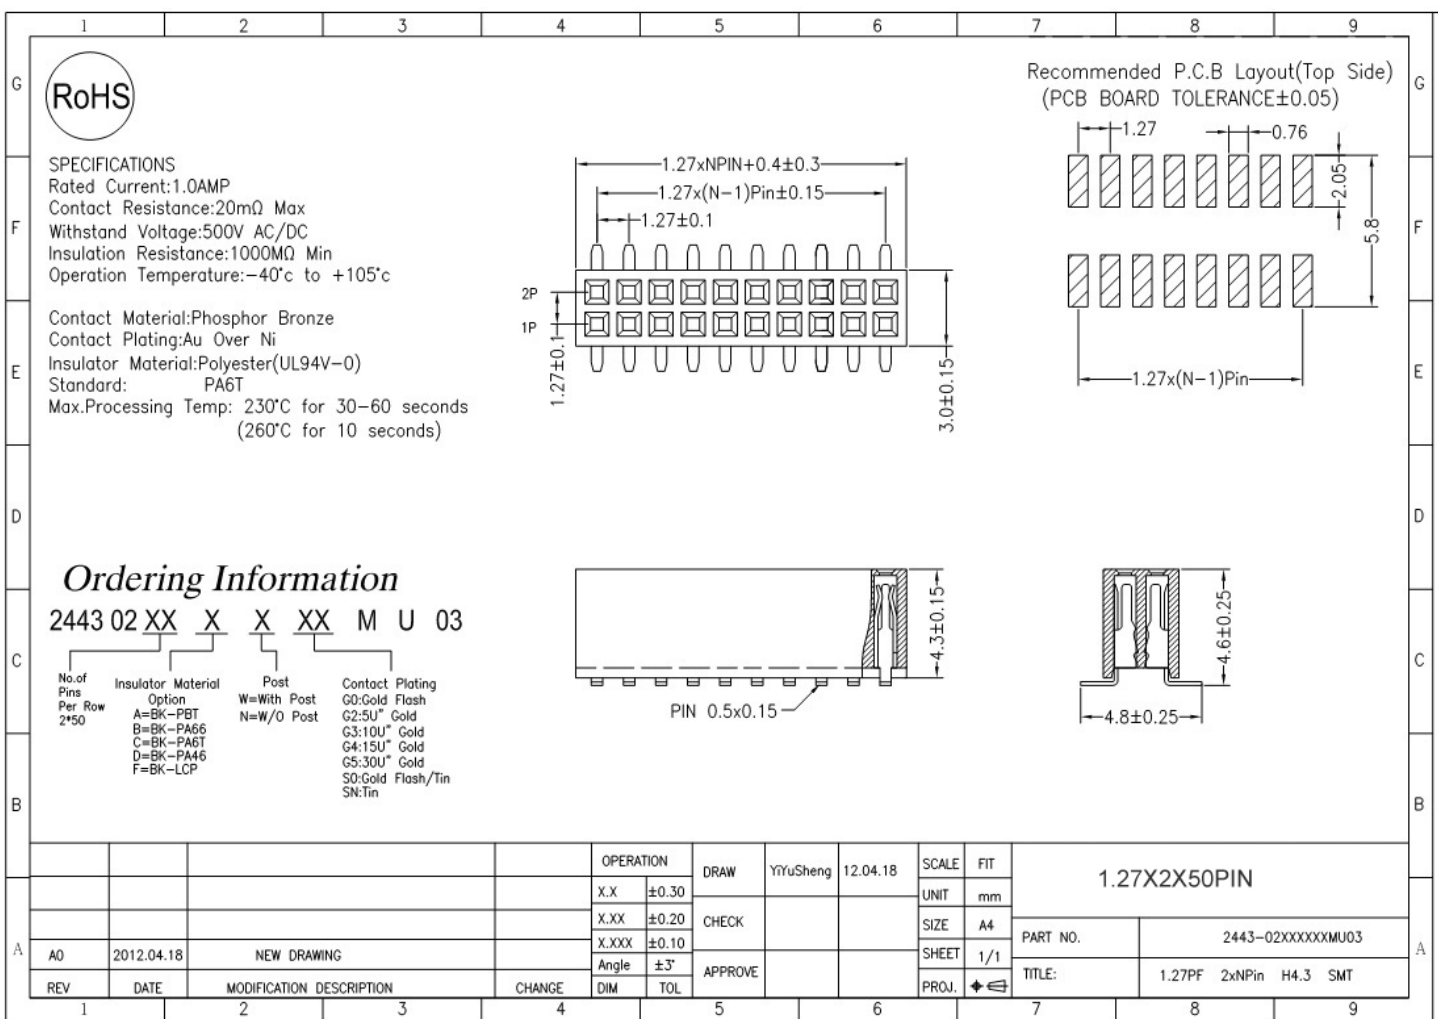 1 2 3 4 5 6 7 8 9
G
F
E
D
C
B
A
G
F
E
D
C
B
A
RoHS
SPECIFICATIONS
Rated Current:1.0AMP
Contact Resistance:20mΩ Max
Withstand Voltage:500V AC/DC
Insulation Resistance:1000MΩ Min
Operation Temperature:-40°c to +105°c
Contact Material:Phosphor Bronze
Contact Plating:Au Over Ni
Insulator Material:Polyester(UL94V-0)
Standard: PA6T
Max.Processing Temp: 230°C for 30-60 seconds
(260°C for 10 seconds)
1.27xNPIN+0.4±0.3
1.27x(N-1)Pin±0.15
1.27±0.1
2P
1P
1.27±0.1
3.0±0.15
Recommended P.C.B Layout(Top Side)
(PCB BOARD TOLERANCE±0.05)
1.27
0.76
2.05
5.8
1.27x(N-1)Pin
Ordering Information
2443 02 XX X X XX M U 03
No.of
Pins
Per Row
2*50
Insulator Material
Option
A=BK-PBT
B=BK-PA66
C=BK-PA6T
D=BK-PA46
F=BK-LCP
Post
W=With Post
N=W/O Post
Contact Plating
G0:Gold Flash
G2:5U" Gold
G3:10U" Gold
G4:15U" Gold
G5:30U" Gold
S0:Gold Flash/Tin
SN:Tin
4.3±0.15
PIN 0.5x0.15
4.6±0.25
4.8±0.25
OPERATION
X.X ±0.30
X.XX ±0.20
X.XXX ±0.10
Angle ±3°
DIM TOL
DRAW YiYuSheng 12.04.18
CHECK
APPROVE
SCALE FIT
UNIT mm
SIZE A4
SHEET 1/1
PROJ.
1.27X2X50PIN
PART NO. 2443-02XXXXXXMU03
TITLE: 1.27PF 2xNPin H4.3 SMT
A0 2012.04.18 NEW DRAWING
REV DATE MODIFICATION DESCRIPTION CHANGE
1 2 3 4 5 6 7 8 9